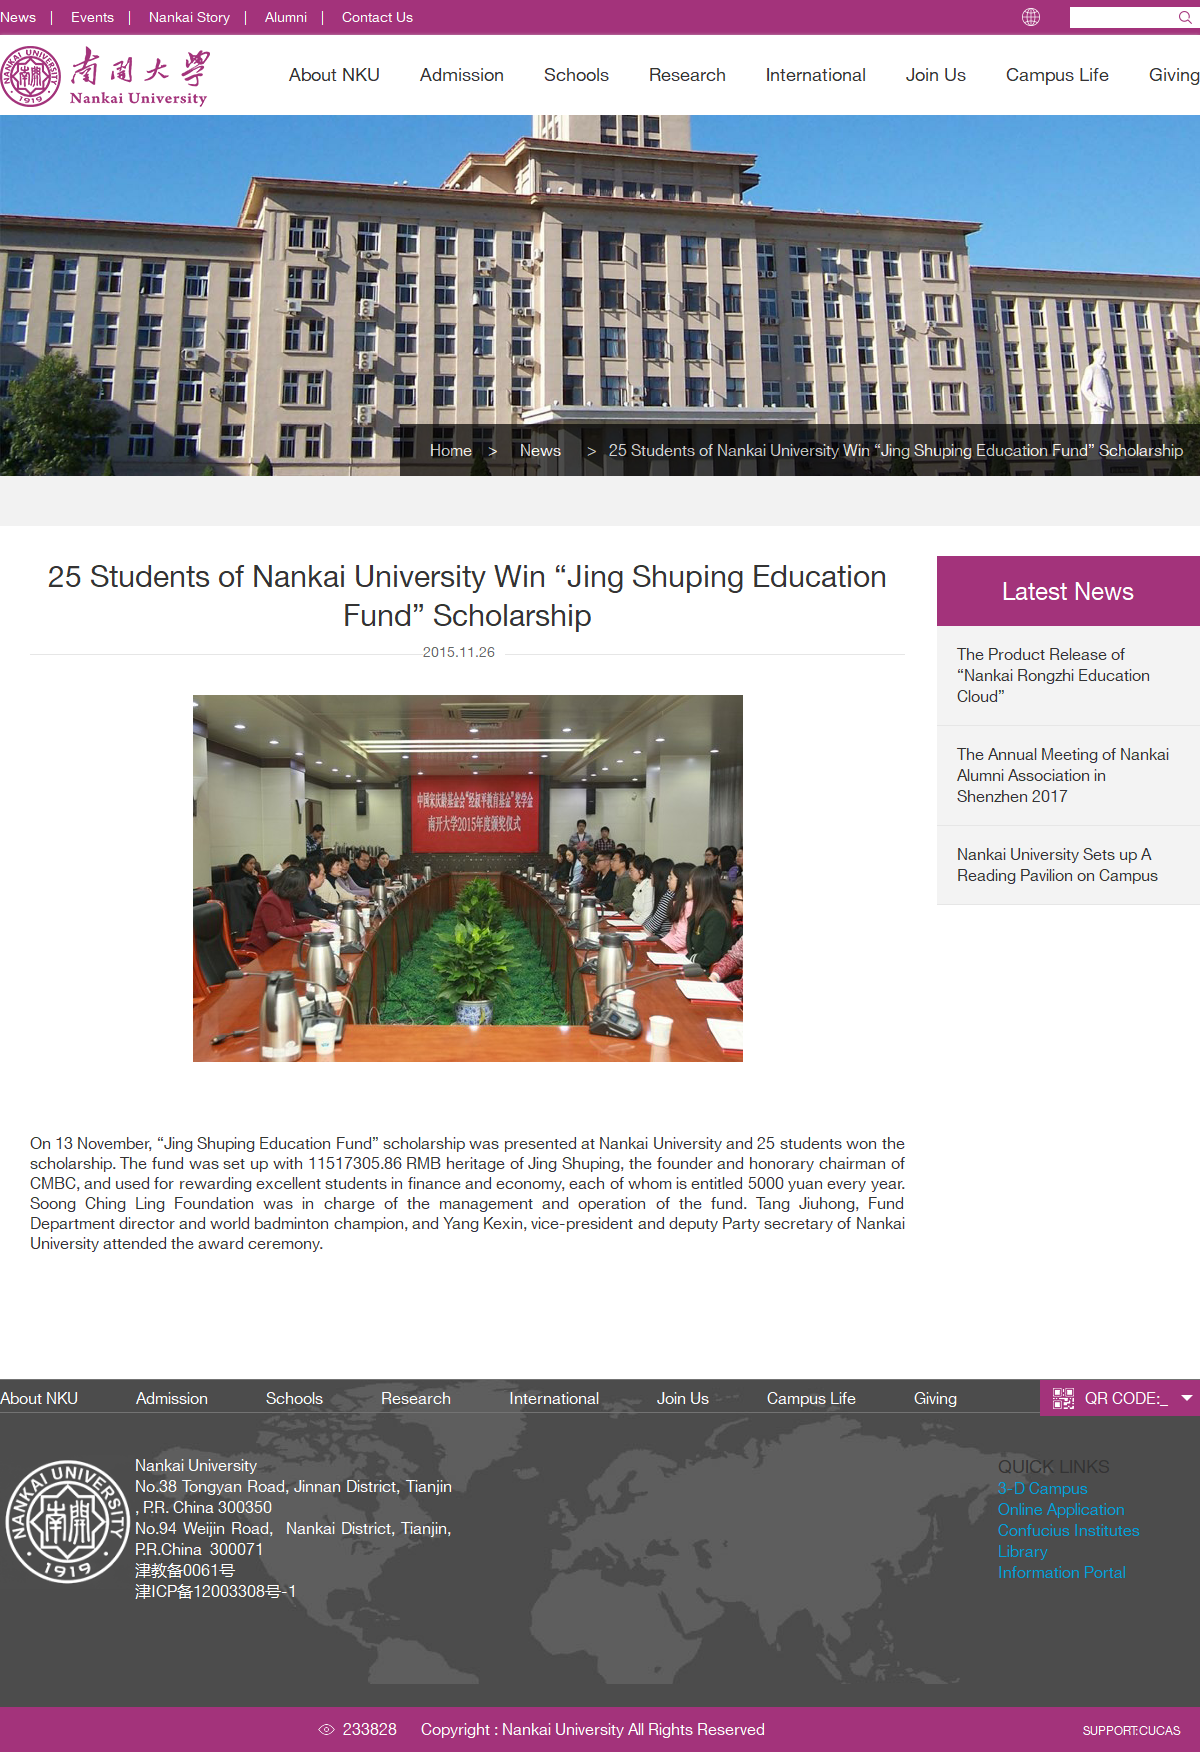 News | Events | Nankai Story | Alumni | Contact Us
南開大學
Nankai University
NANKAI UNIVERSITY
1919
About NKU Admission Schools Research International Join Us Campus Life Giving
Home > News > 25 Students of Nankai University Win “Jing Shuping Education Fund” Scholarship
25 Students of Nankai University Win “Jing Shuping Education
Fund” Scholarship
2015.11.26
中国宋庆龄基金会“经叔平教育基金”奖学金
南开大学2015年度颁奖仪式
On 13 November, “Jing Shuping Education Fund” scholarship was presented at Nankai University and 25 students won the
scholarship. The fund was set up with 11517305.86 RMB heritage of Jing Shuping, the founder and honorary chairman of
CMBC, and used for rewarding excellent students in finance and economy, each of whom is entitled 5000 yuan every year.
Soong Ching Ling Foundation was in charge of the management and operation of the fund. Tang Jiuhong, Fund
Department director and world badminton champion, and Yang Kexin, vice-president and deputy Party secretary of Nankai
University attended the award ceremony.
Latest News
The Product Release of
“Nankai Rongzhi Education
Cloud”
The Annual Meeting of Nankai
Alumni Association in
Shenzhen 2017
Nankai University Sets up A
Reading Pavilion on Campus
About NKU Admission Schools Research International Join Us Campus Life Giving
QR CODE:_
NANKAI UNIVERSITY
南開
1919
Nankai University
No.38 Tongyan Road, Jinnan District, Tianjin
, P.R. China 300350
No.94 Weijin Road, Nankai District, Tianjin,
P.R.China 300071
津教备0061号
津ICP备12003308号-1
QUICK LINKS
3-D Campus
Online Application
Confucius Institutes
Library
Information Portal
233828 Copyright : Nankai University All Rights Reserved
SUPPORT:CUCAS